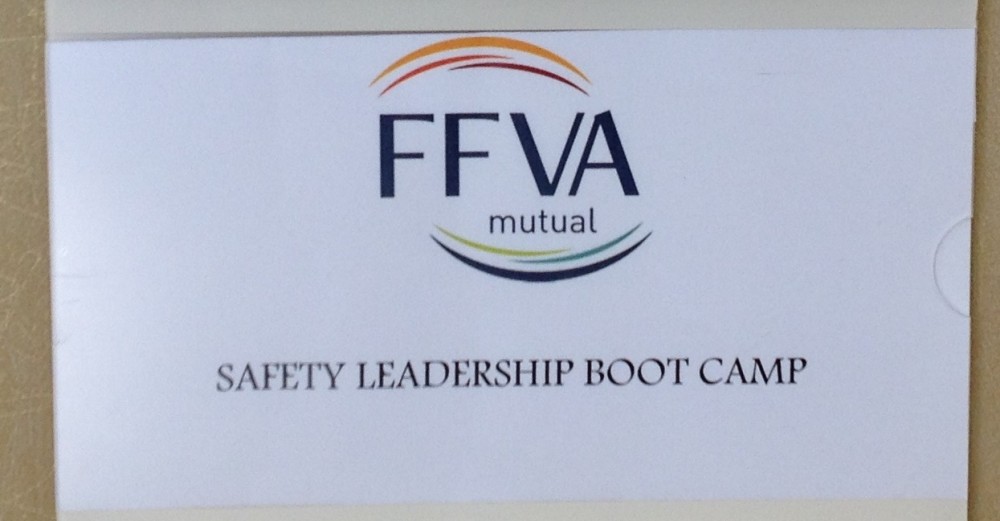 FFVA
mutual
SAFETY LEADERSHIP BOOT CAMP